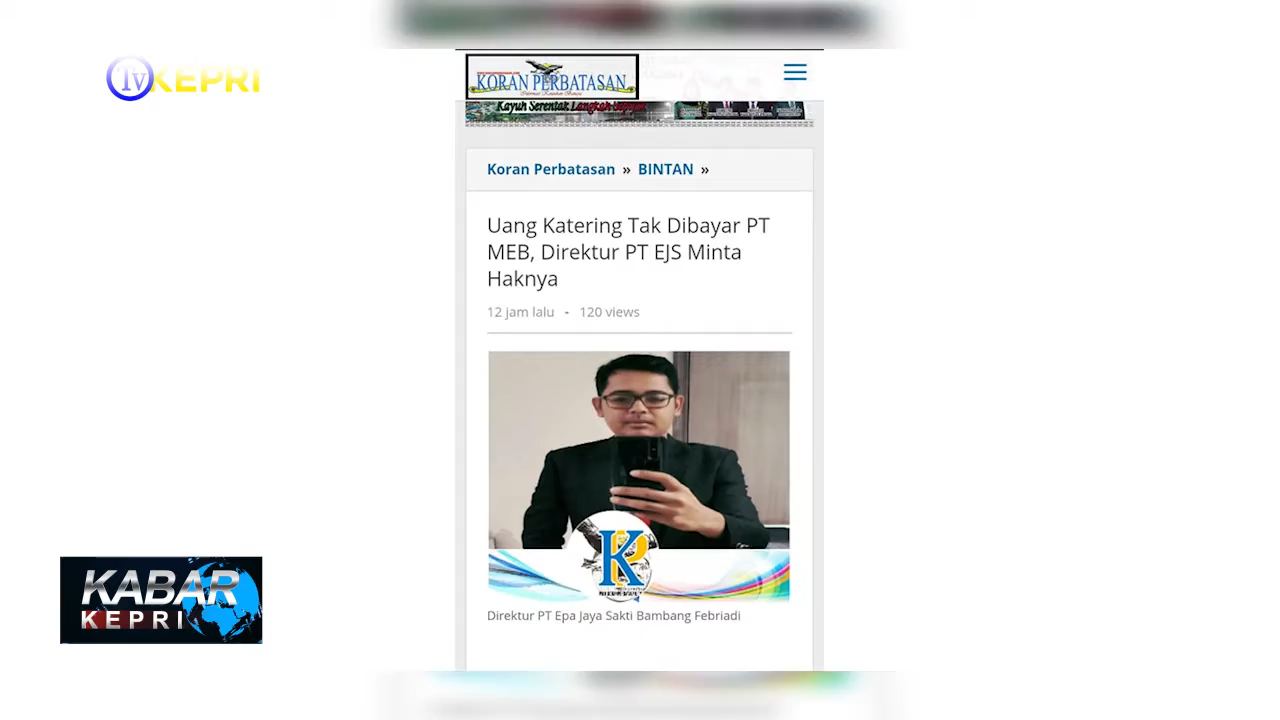 Tv KEPRI
KORAN PERBATASAN
Kayuh Serentak Langkah
Koran Perbatasan » BINTAN »
Uang Katering Tak Dibayar PT
MEB, Direktur PT EJS Minta
Haknya
12 jam lalu - 120 views
KP
Direktur PT Epa Jaya Sakti Bambang Febriadi
KABAR
KEPRI